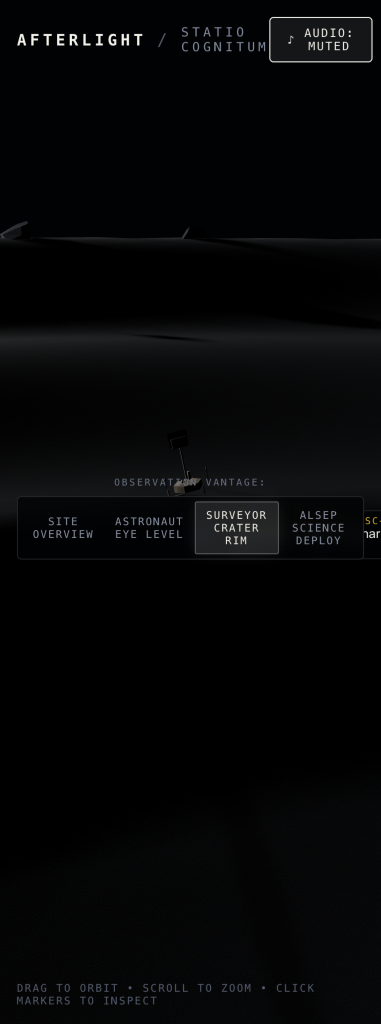 AFTERLIGHT / STATIO
COGNITUM
♪ AUDIO:
MUTED
OBSERVATION VANTAGE:
SITE
OVERVIEW
ASTRONAUT
EYE LEVEL
SURVEYOR
CRATER
RIM
ALSEP
SCIENCE
DEPLOY
DRAG TO ORBIT • SCROLL TO ZOOM • CLICK
MARKERS TO INSPECT